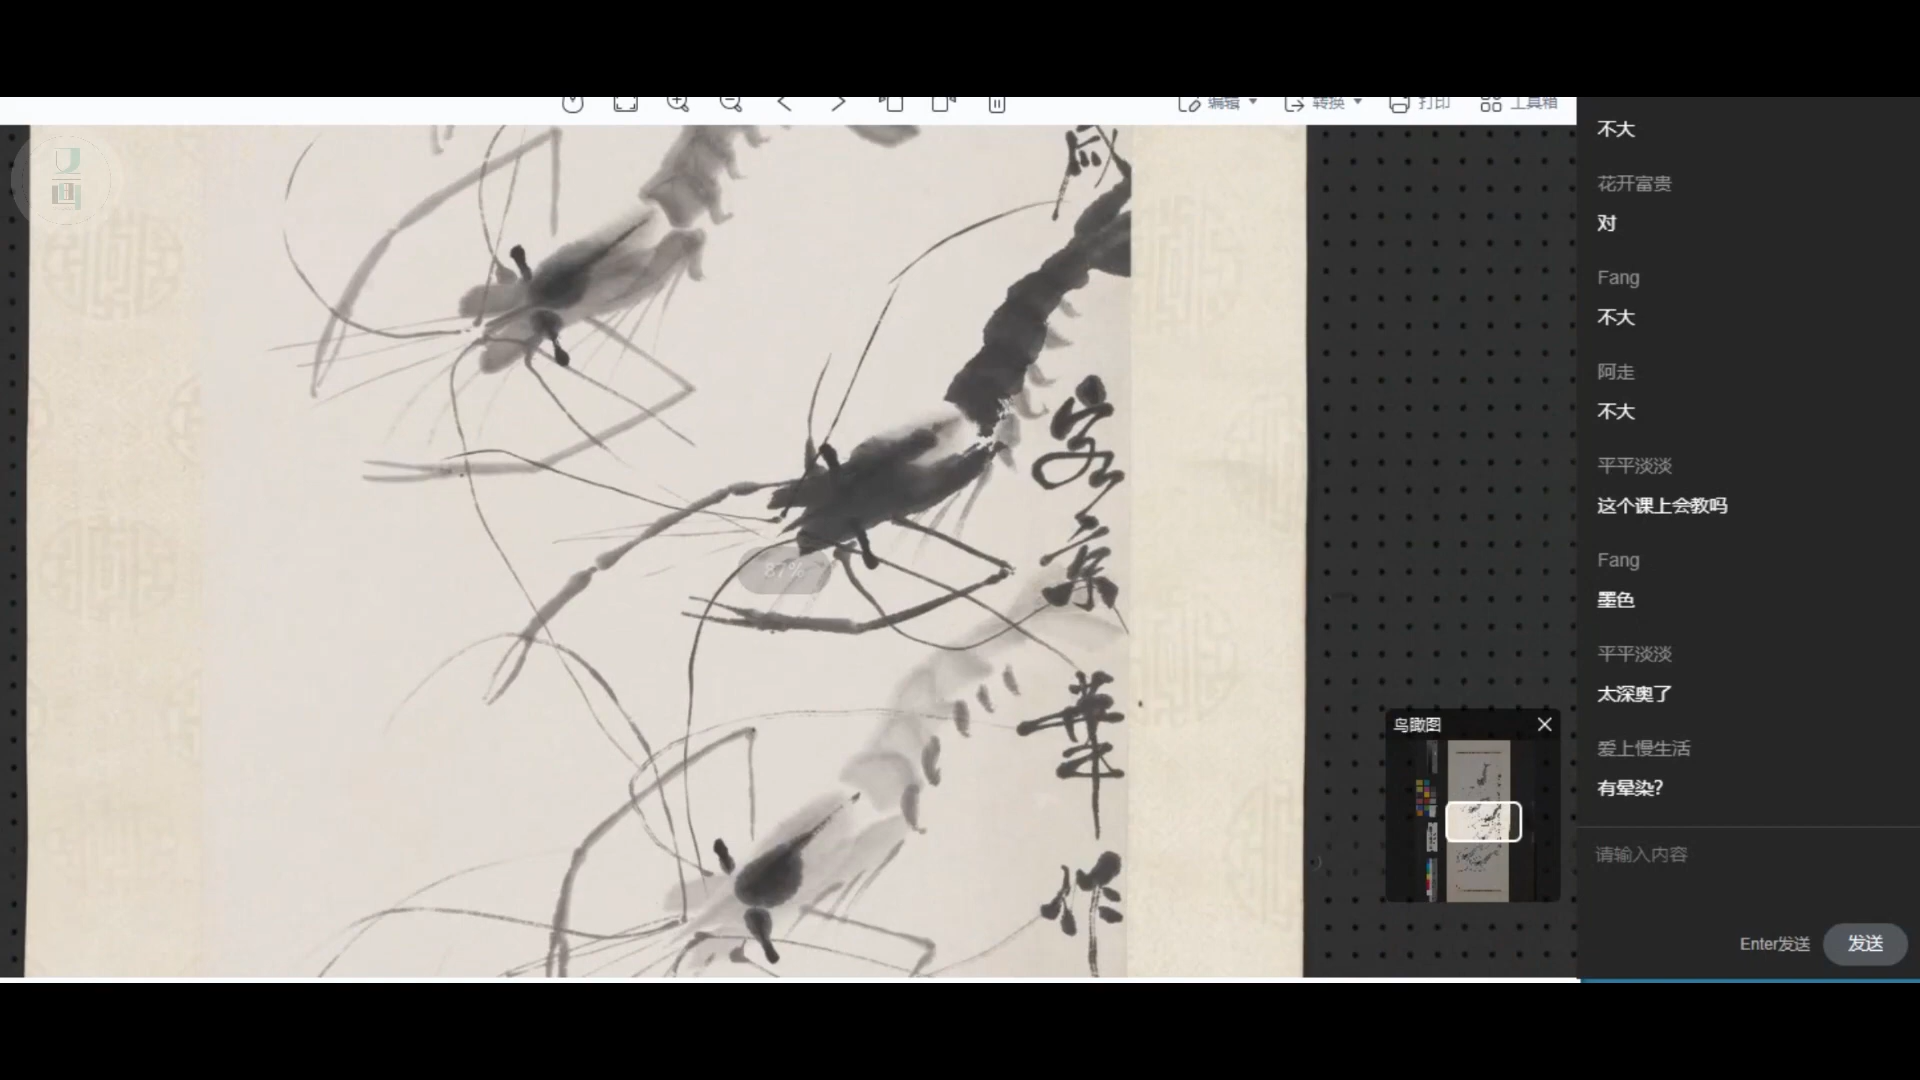 编辑
转换
打印
工具箱
不大
花开富贵
对
Fang
不大
阿走
不大
平平淡淡
这个课上会教吗
Fang
墨色
平平淡淡
太深奥了
爱上慢生活
有晕染?
请输入内容
Enter发送
发送
87%
鸟瞰图
客京華作